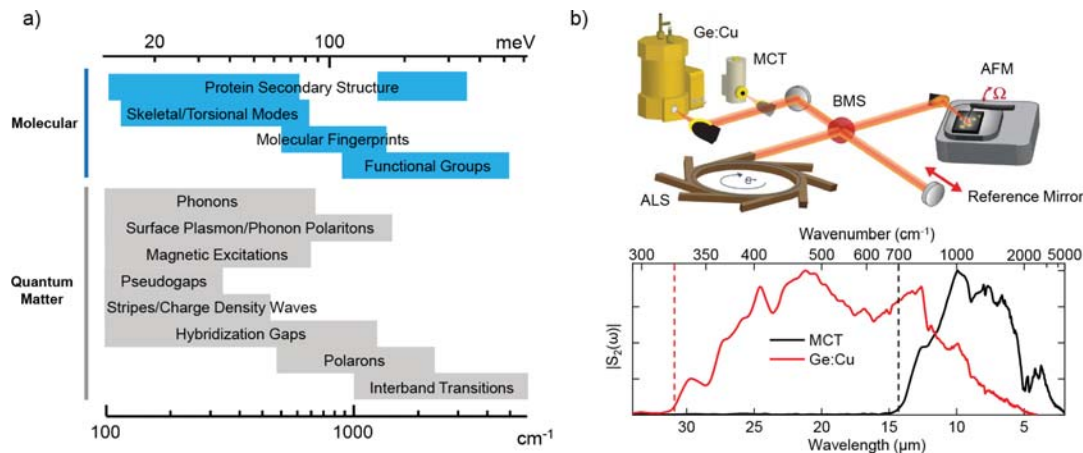 a)
20 100 meV
Molecular
Protein Secondary Structure
Skeletal/Torsional Modes
Molecular Fingerprints
Functional Groups
Quantum
Matter
Phonons
Surface Plasmon/Phonon Polaritons
Magnetic Excitations
Pseudogaps
Stripes/Charge Density Waves
Hybridization Gaps
Polarons
Interband Transitions
100 1000 cm⁻¹
b)
Ge:Cu
MCT
BMS
AFM
Ω
e⁻
ALS
Reference Mirror
Wavenumber (cm⁻¹)
300 350 400 500 600 700 1000 2000 5000
|S₂(ω)|
MCT
Ge:Cu
30 25 20 15 10 5
Wavelength (µm)